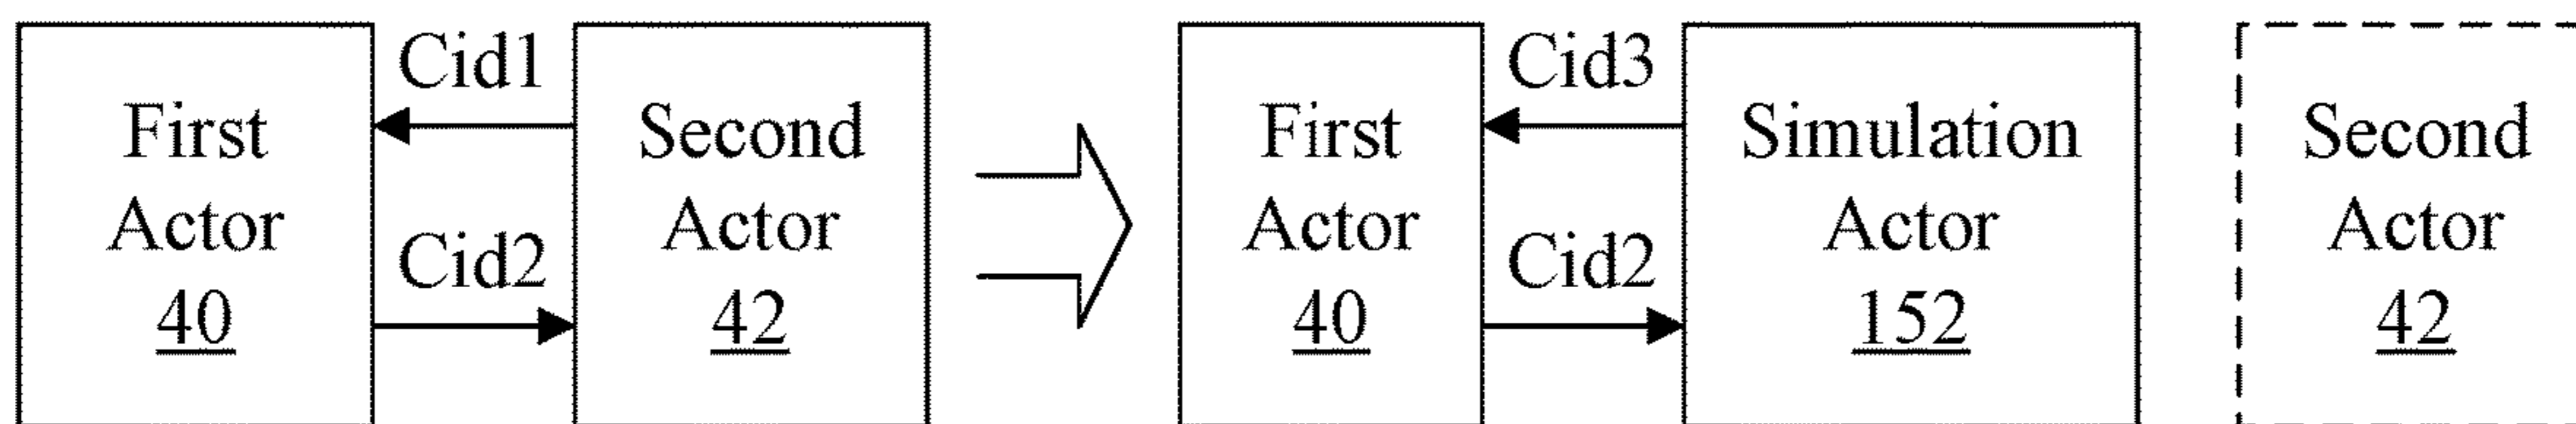 First
Actor
40
Cid1
Cid2
Second
Actor
42
First
Actor
40
Cid3
Cid2
Simulation
Actor
152
Second
Actor
42